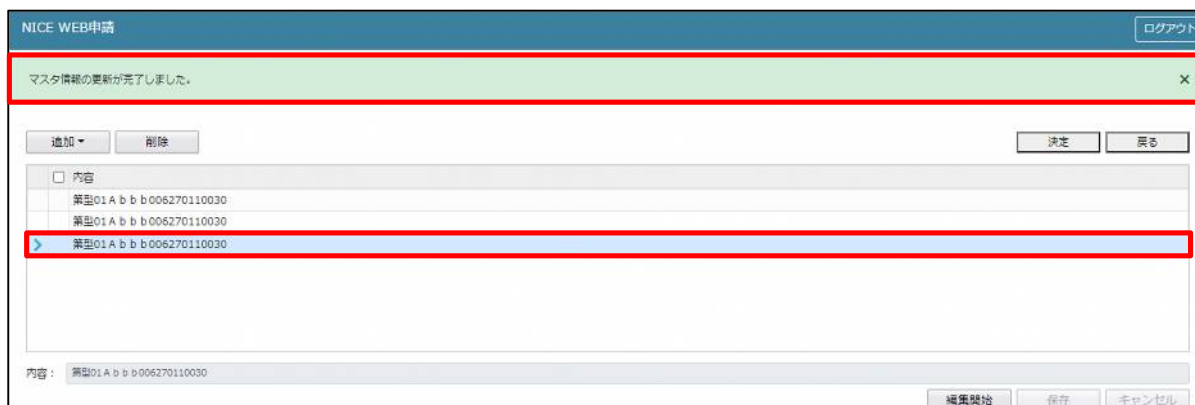 NICE WEB申請
ログアウト
マスタ情報の更新が完了しました。
×
追加 削除
決定 戻る
内容
第型01Ａｂｂｂ006270110030
第型01Ａｂｂｂ006270110030
第型01Ａｂｂｂ006270110030
内容： 第型01Ａｂｂｂ006270110030
編集開始 保存 キャンセル